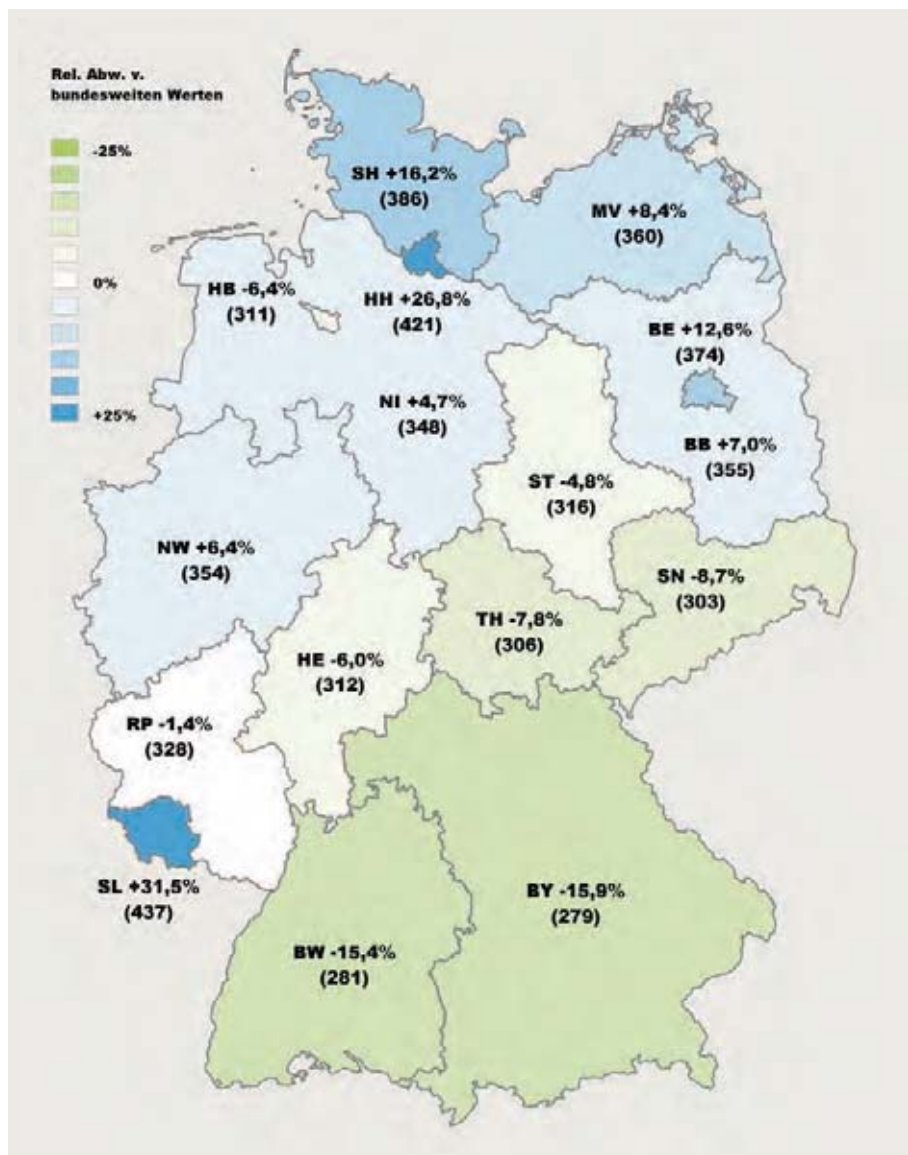 Rel. Abw. v.
bundesweiten Werten
-25%
0%
+25%
SH +16,2%
(386)
MV +8,4%
(360)
HB -6,4%
(311)
HH +26,8%
(421)
BE +12,6%
(374)
NI +4,7%
(348)
BB +7,0%
(355)
ST -4,8%
(316)
NW +6,4%
(354)
SN -8,7%
(303)
TH -7,8%
(306)
HE -6,0%
(312)
RP -1,4%
(328)
SL +31,5%
(437)
BY -15,9%
(279)
BW -15,4%
(281)